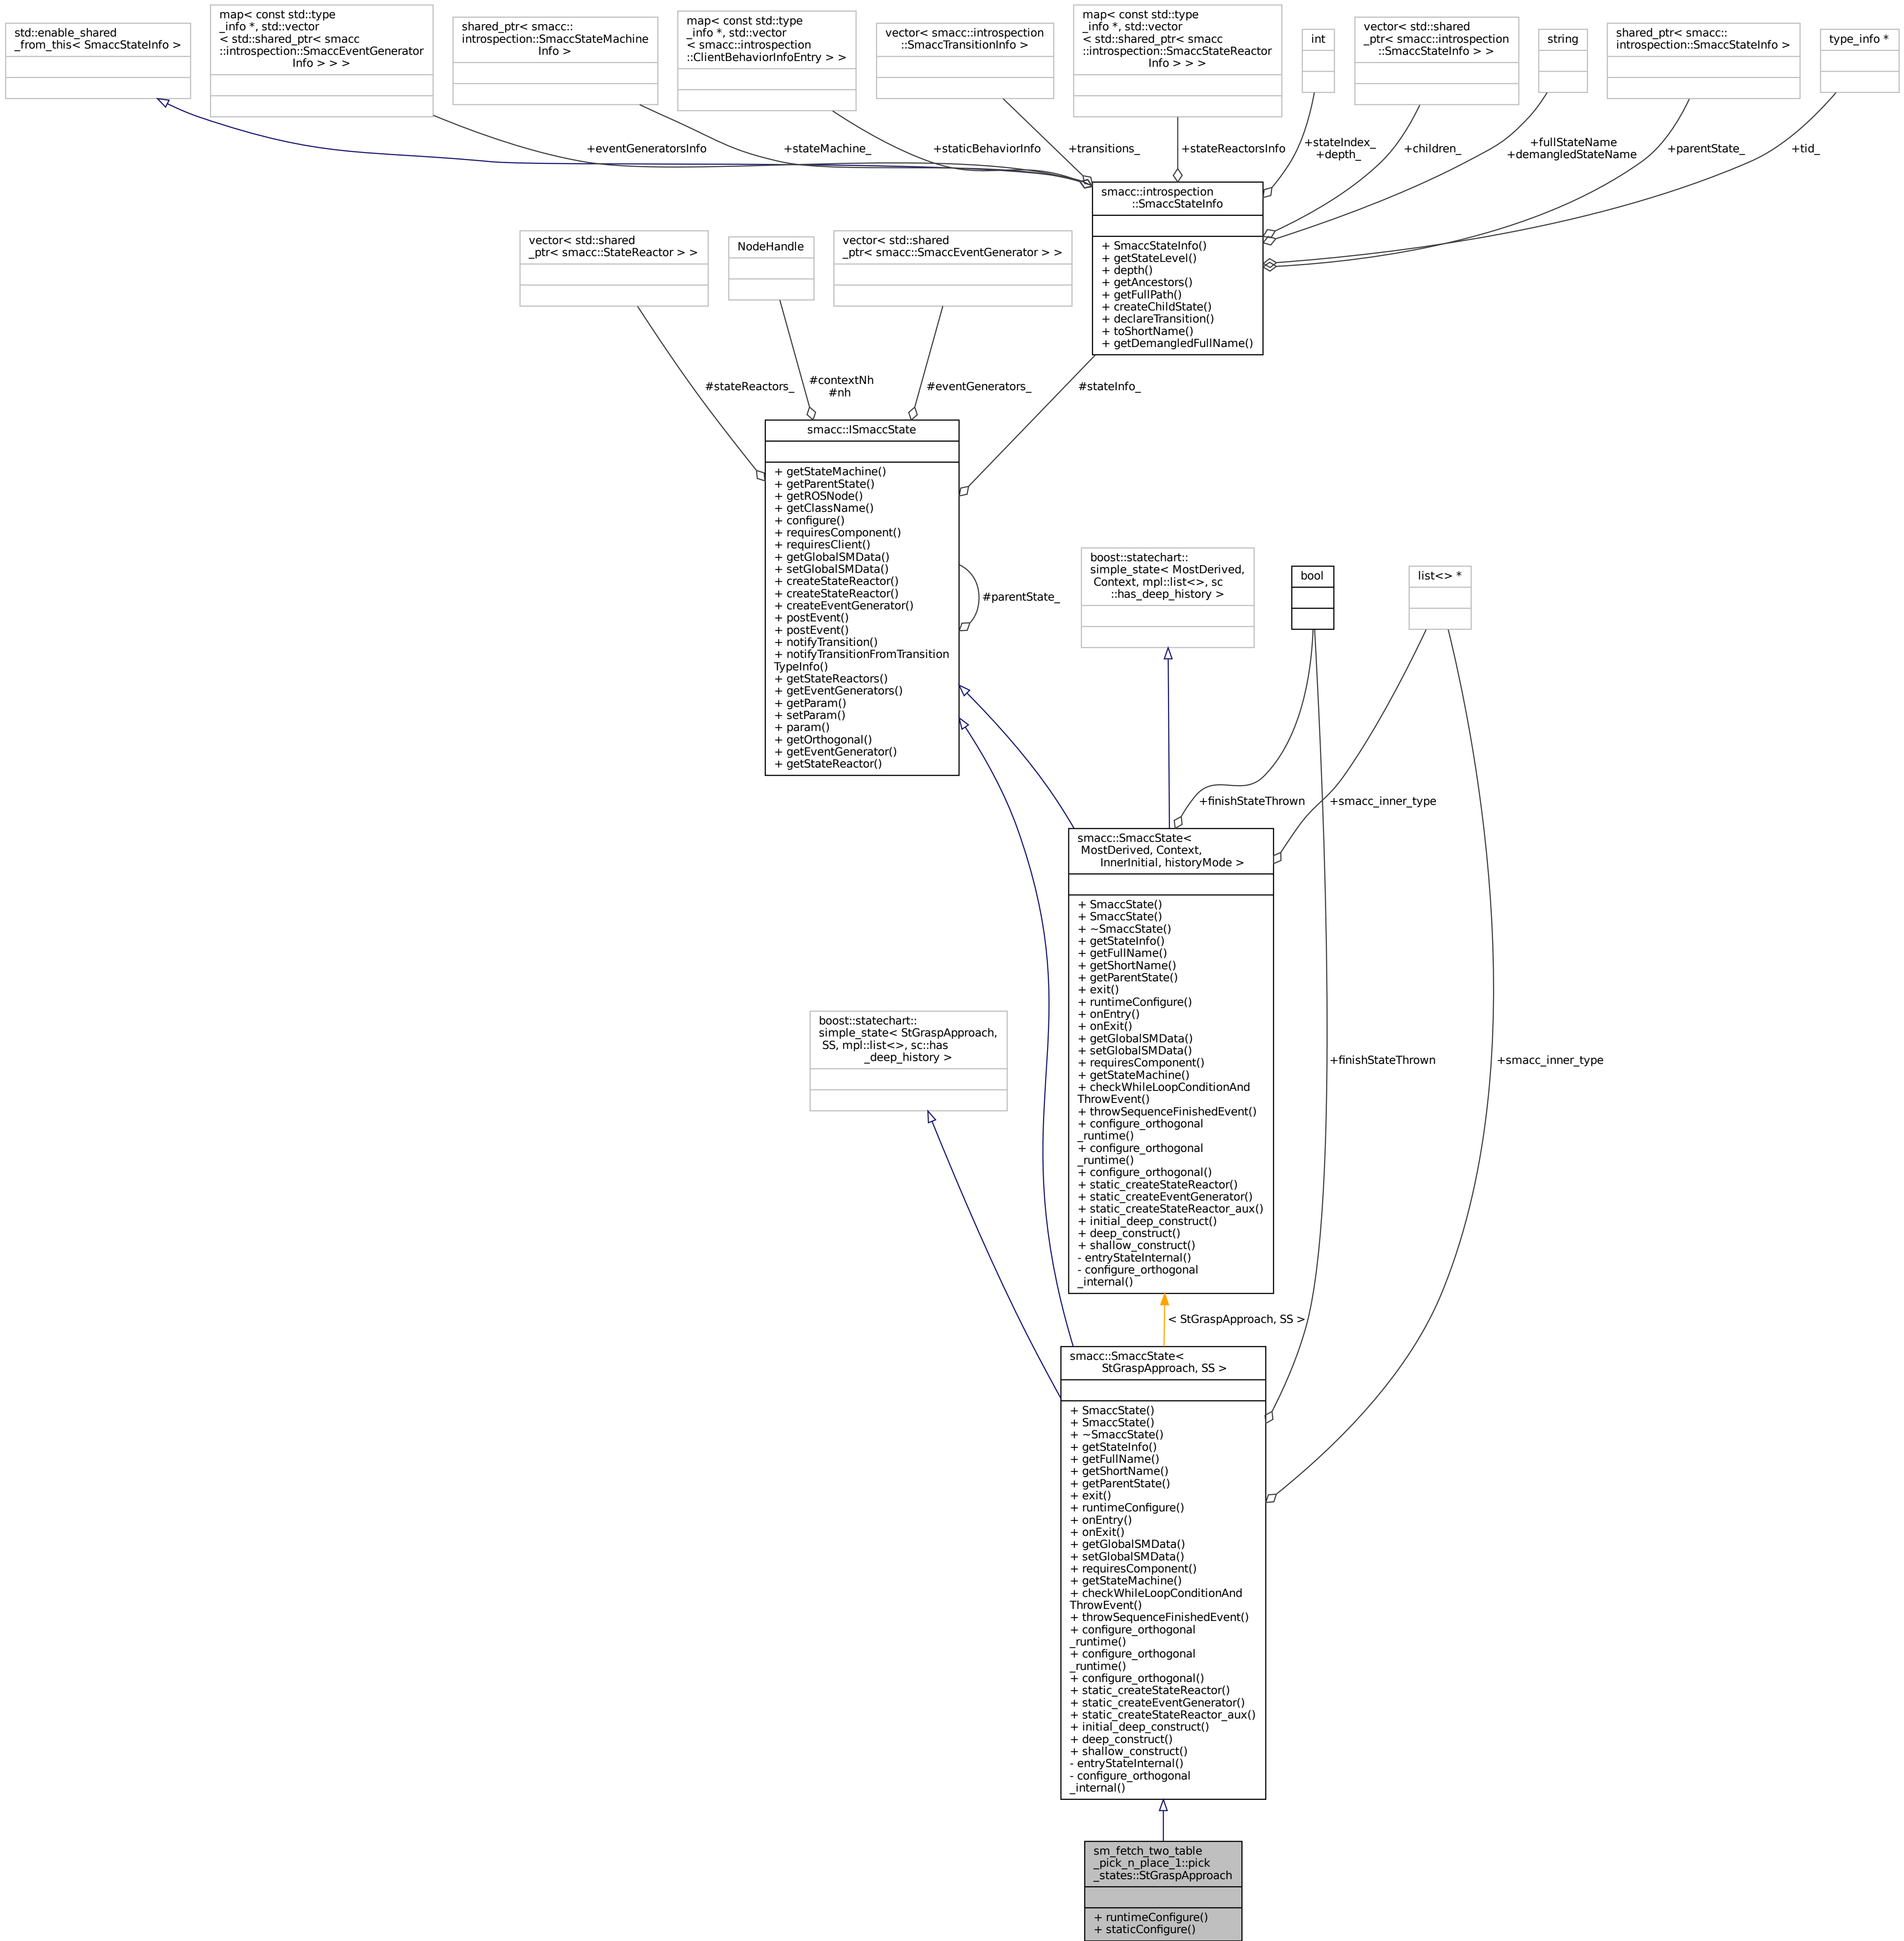 std::enable_shared
_from_this< SmaccStateInfo >
map< const std::type
_info *, std::vector
< std::shared_ptr< smacc
::introspection::SmaccEventGenerator
Info > > >
shared_ptr< smacc::
introspection::SmaccStateMachine
Info >
map< const std::type
_info *, std::vector
< smacc::introspection
::ClientBehaviorInfoEntry > >
vector< smacc::introspection
::SmaccTransitionInfo >
map< const std::type
_info *, std::vector
< std::shared_ptr< smacc
::introspection::SmaccStateReactor
Info > > >
int
vector< std::shared
_ptr< smacc::introspection
::SmaccStateInfo > >
string
shared_ptr< smacc::
introspection::SmaccStateInfo >
type_info *
+eventGeneratorsInfo
+stateMachine_
+staticBehaviorInfo
+transitions_
+stateReactorsInfo
+stateIndex_
+depth_
+children_
+fullStateName
+demangledStateName
+parentState_
+tid_
smacc::introspection
::SmaccStateInfo
+ SmaccStateInfo()
+ getStateLevel()
+ depth()
+ getAncestors()
+ getFullPath()
+ createChildState()
+ declareTransition()
+ toShortName()
+ getDemangledFullName()
vector< std::shared
_ptr< smacc::StateReactor > >
NodeHandle
vector< std::shared
_ptr< smacc::SmaccEventGenerator > >
#stateReactors_
#contextNh
#nh
#eventGenerators_
#stateInfo_
smacc::ISmaccState
+ getStateMachine()
+ getParentState()
+ getROSNode()
+ getClassName()
+ configure()
+ requiresComponent()
+ requiresClient()
+ getGlobalSMData()
+ setGlobalSMData()
+ createStateReactor()
+ createStateReactor()
+ createEventGenerator()
+ postEvent()
+ postEvent()
+ notifyTransition()
+ notifyTransitionFromTransition
TypeInfo()
+ getStateReactors()
+ getEventGenerators()
+ getParam()
+ setParam()
+ param()
+ getOrthogonal()
+ getEventGenerator()
+ getStateReactor()
#parentState_
boost::statechart::
simple_state< MostDerived,
Context, mpl::list<>, sc
::has_deep_history >
bool
list<> *
+finishStateThrown
+smacc_inner_type
smacc::SmaccState<
MostDerived, Context,
InnerInitial, historyMode >
+ SmaccState()
+ SmaccState()
+ ~SmaccState()
+ getStateInfo()
+ getFullName()
+ getShortName()
+ getParentState()
+ exit()
+ runtimeConfigure()
+ onEntry()
+ onExit()
+ getGlobalSMData()
+ setGlobalSMData()
+ requiresComponent()
+ getStateMachine()
+ checkWhileLoopConditionAnd
ThrowEvent()
+ throwSequenceFinishedEvent()
+ configure_orthogonal
_runtime()
+ configure_orthogonal
_runtime()
+ configure_orthogonal()
+ static_createStateReactor()
+ static_createEventGenerator()
+ static_createStateReactor_aux()
+ initial_deep_construct()
+ deep_construct()
+ shallow_construct()
- entryStateInternal()
- configure_orthogonal
_internal()
boost::statechart::
simple_state< StGraspApproach,
SS, mpl::list<>, sc::has
_deep_history >
+finishStateThrown
+smacc_inner_type
< StGraspApproach, SS >
smacc::SmaccState<
StGraspApproach, SS >
+ SmaccState()
+ SmaccState()
+ ~SmaccState()
+ getStateInfo()
+ getFullName()
+ getShortName()
+ getParentState()
+ exit()
+ runtimeConfigure()
+ onEntry()
+ onExit()
+ getGlobalSMData()
+ setGlobalSMData()
+ requiresComponent()
+ getStateMachine()
+ checkWhileLoopConditionAnd
ThrowEvent()
+ throwSequenceFinishedEvent()
+ configure_orthogonal
_runtime()
+ configure_orthogonal
_runtime()
+ configure_orthogonal()
+ static_createStateReactor()
+ static_createEventGenerator()
+ static_createStateReactor_aux()
+ initial_deep_construct()
+ deep_construct()
+ shallow_construct()
- entryStateInternal()
- configure_orthogonal
_internal()
sm_fetch_two_table
_pick_n_place_1::pick
_states::StGraspApproach
+ runtimeConfigure()
+ staticConfigure()